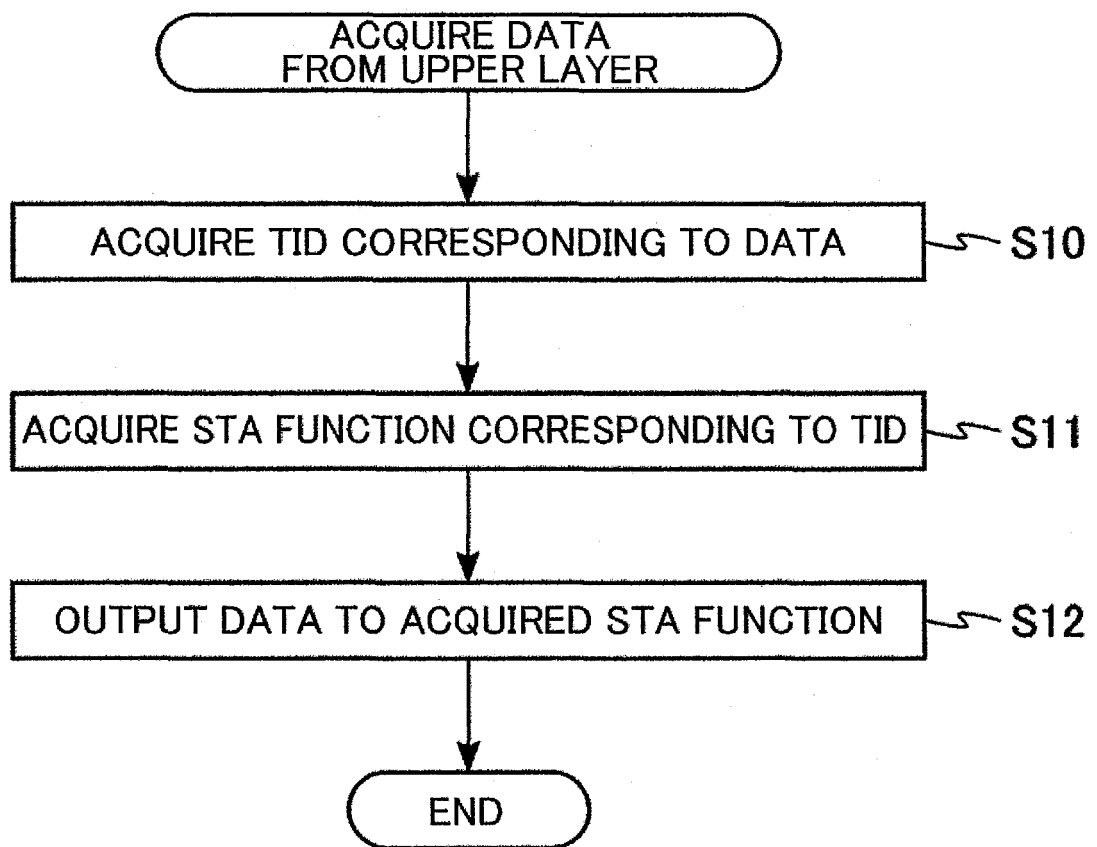 ACQUIRE DATA
FROM UPPER LAYER
ACQUIRE TID CORRESPONDING TO DATA
S10
ACQUIRE STA FUNCTION CORRESPONDING TO TID
S11
OUTPUT DATA TO ACQUIRED STA FUNCTION
S12
END